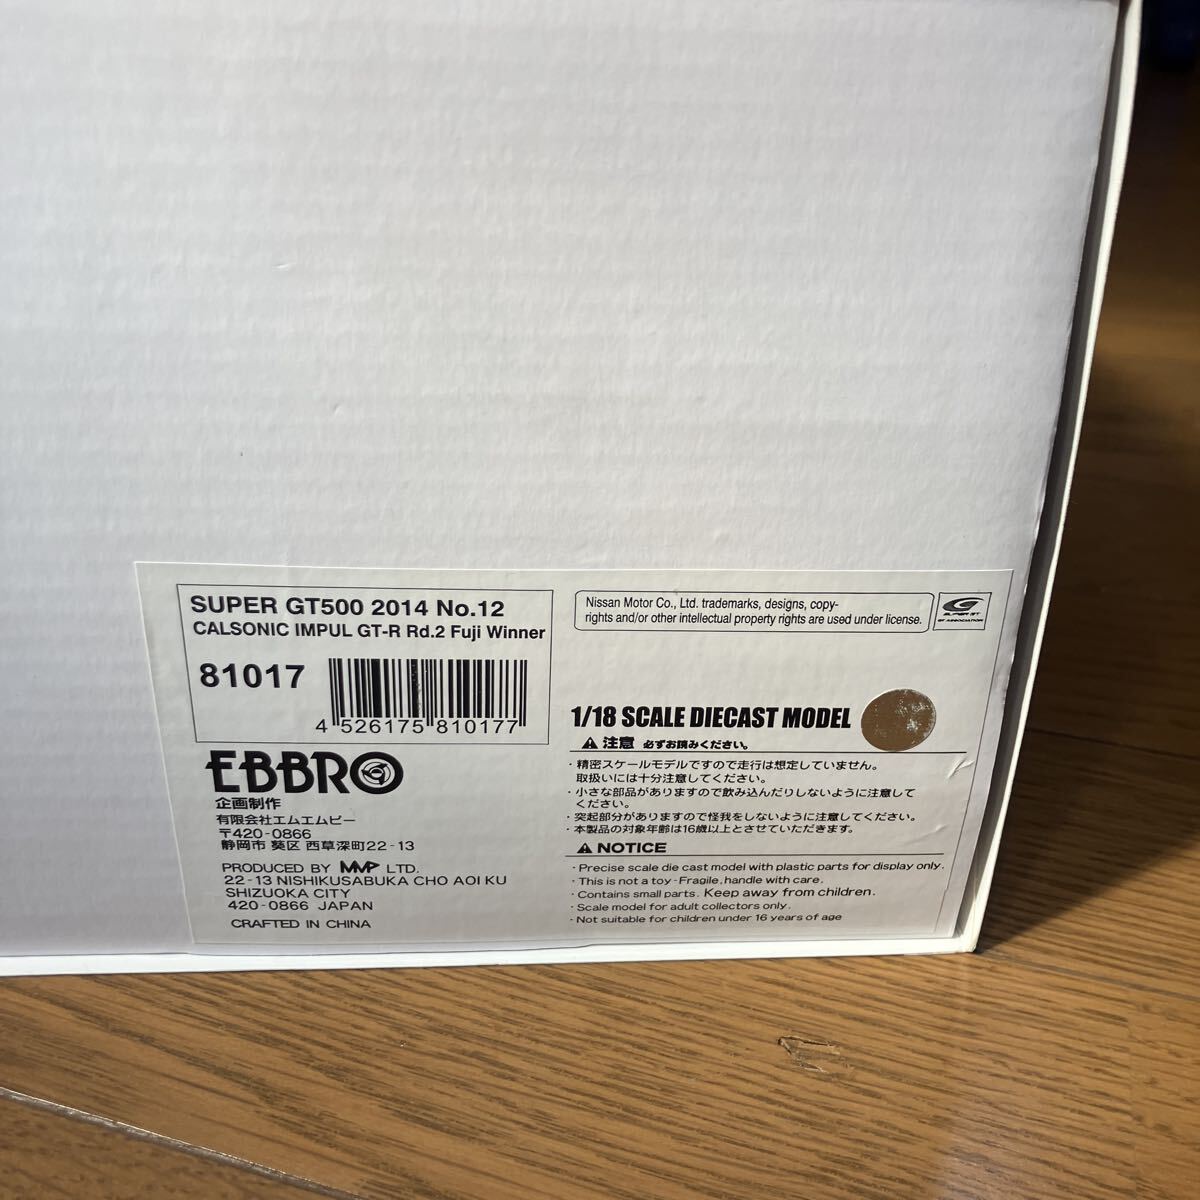 SUPER GT500 2014 No.12
CALSONIC IMPUL GT-R Rd.2 Fuji Winner
81017
4 526175 810177
EBBRO
企画制作
有限会社エムエムピー
〒420-0866
静岡市 葵区 西草深町22-13
PRODUCED BY MMP LTD.
22-13 NISHIKUSABUKA CHO AOI KU
SHIZUOKA CITY
420-0866 JAPAN
CRAFTED IN CHINA
Nissan Motor Co., Ltd. trademarks, designs, copy-
rights and/or other intellectual property rights are used under license.
SUPER GT
GT ASSOCIATION
1/18 SCALE DIECAST MODEL
注意 必ずお読みください。
・精密スケールモデルですので走行は想定していません。
取扱いには十分注意してください。
・小さな部品がありますので飲み込んだりしないように注意して
ください。
・突起部分がありますので怪我をしないように注意してください。
・本製品の対象年齢は16歳以上とさせていただきます。
NOTICE
・Precise scale die cast model with plastic parts for display only.
・This is not a toy - Fragile, handle with care.
・Contains small parts. Keep away from children.
・Scale model for adult collectors only.
・Not suitable for children under 16 years of age